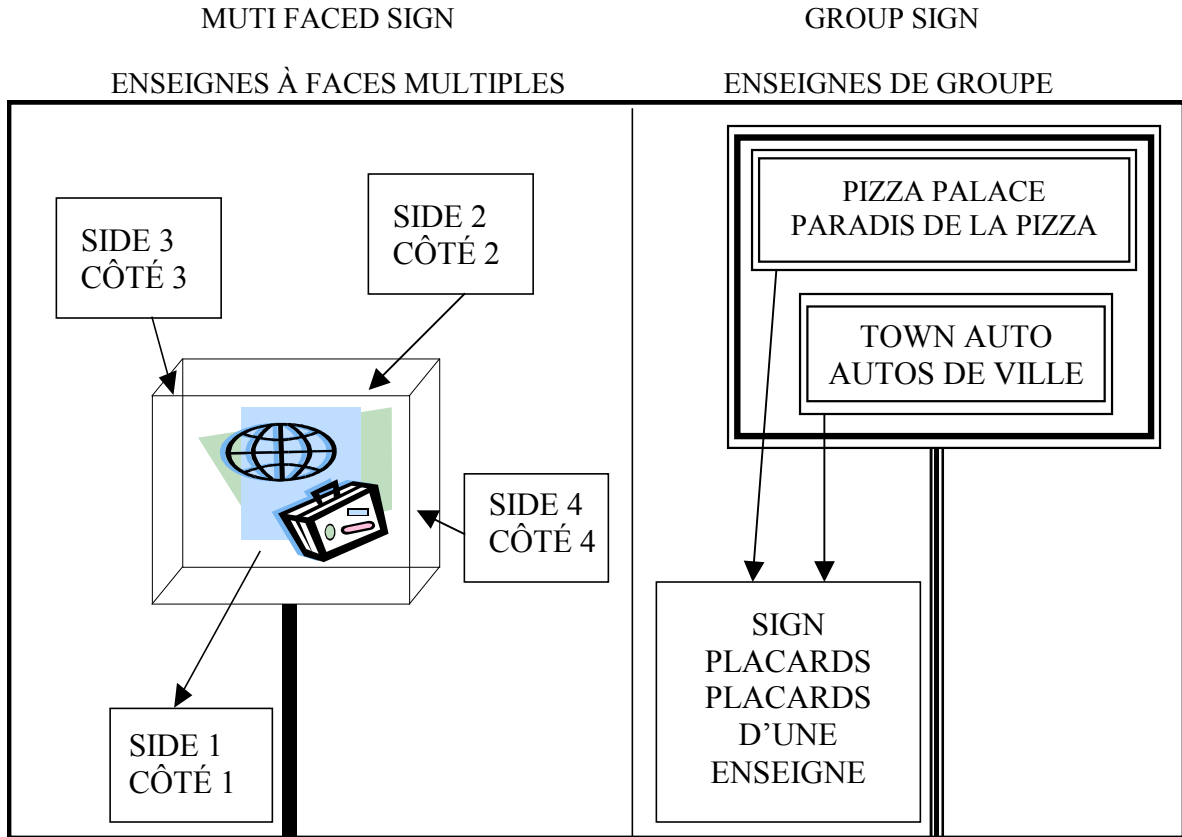 MUTI FACED SIGN
ENSEIGNES À FACES MULTIPLES
GROUP SIGN
ENSEIGNES DE GROUPE
SIDE 3
CÔTÉ 3
SIDE 2
CÔTÉ 2
SIDE 4
CÔTÉ 4
SIDE 1
CÔTÉ 1
PIZZA PALACE
PARADIS DE LA PIZZA
TOWN AUTO
AUTOS DE VILLE
SIGN
PLACARDS
PLACARDS
D’UNE
ENSEIGNE